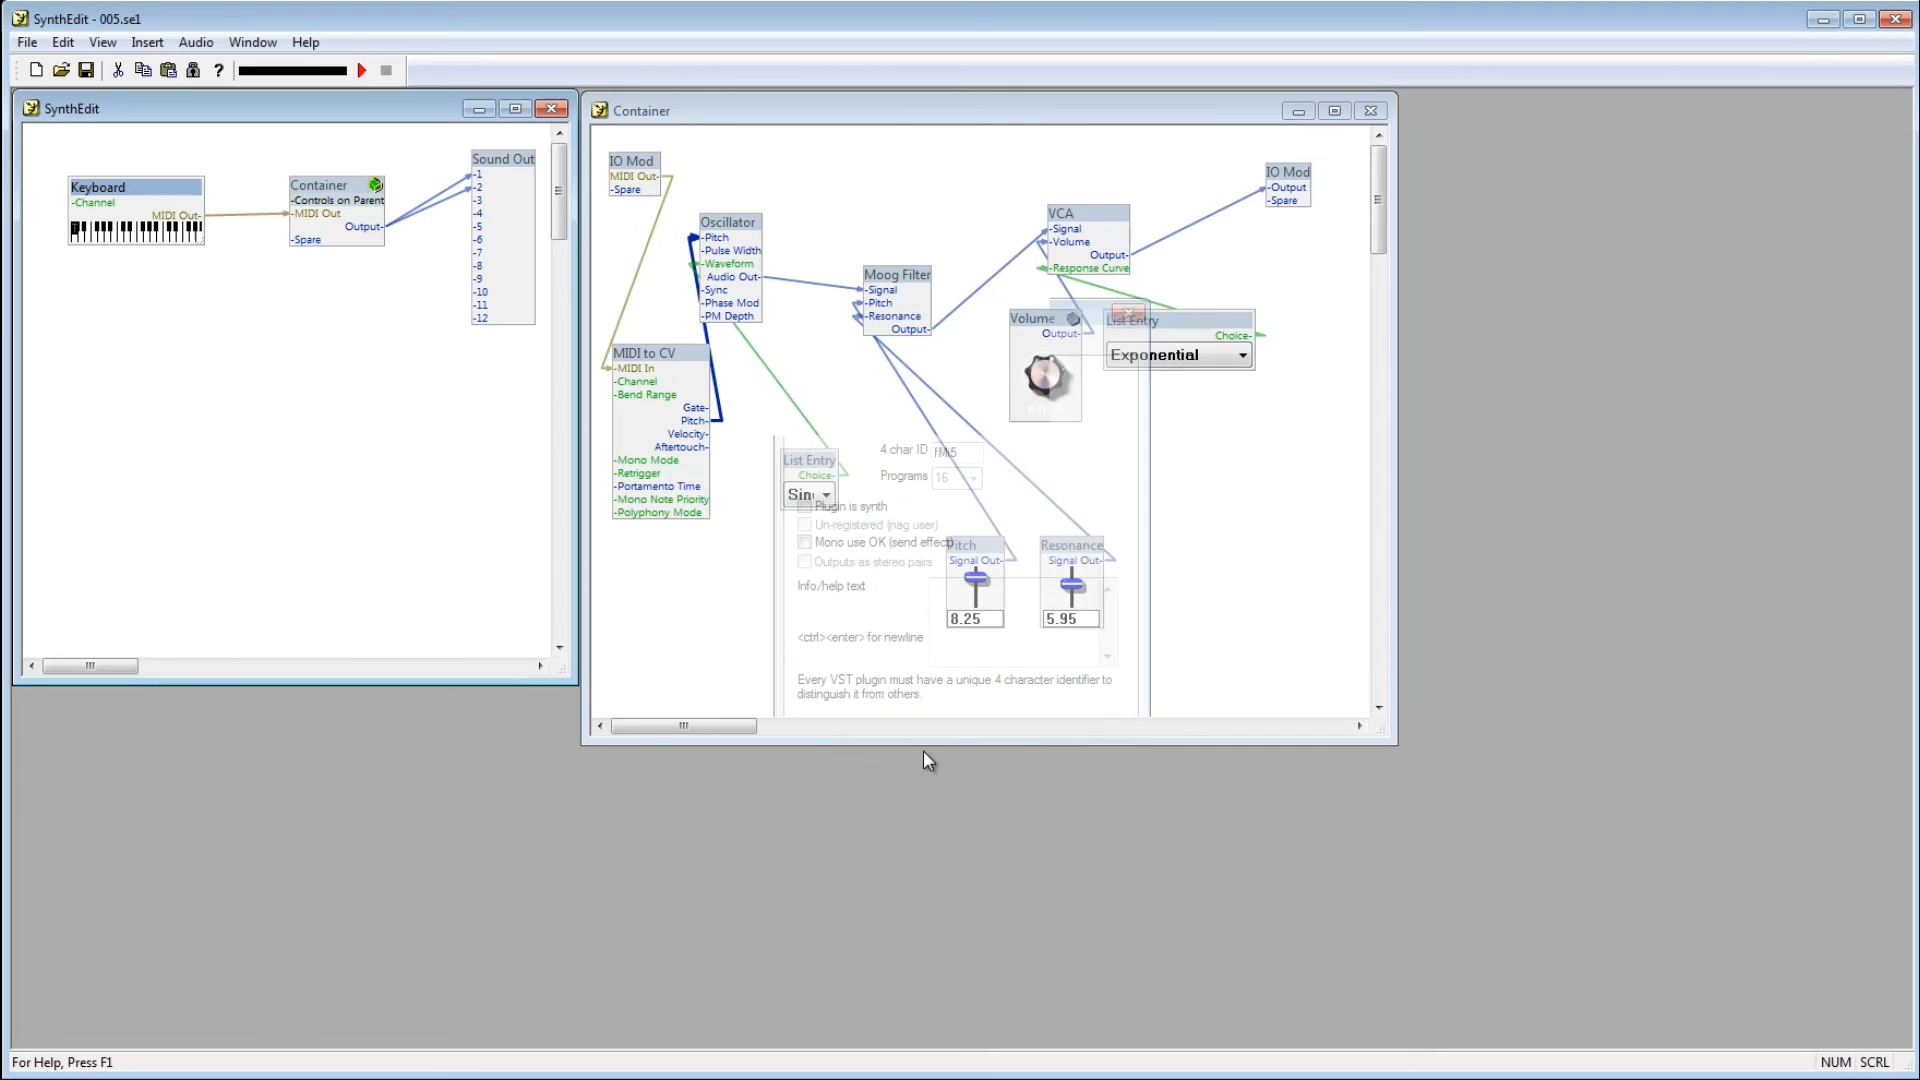 SynthEdit - 005.se1
File Edit View Insert Audio Window Help
SynthEdit
Keyboard
-Channel
MIDI Out-
Container
-Controls on Parent
-MIDI Out
Output-
-Spare
Sound Out
-1
-2
-3
-4
-5
-6
-7
-8
-9
-10
-11
-12
Container
IO Mod
MIDI Out-
-Spare
Oscillator
-Pitch
-Pulse Width
-Waveform
Audio Out-
-Sync
-Phase Mod
-PM Depth
MIDI to CV
-MIDI In
-Channel
-Bend Range
Gate-
Pitch-
Velocity-
Aftertouch-
-Mono Mode
-Retrigger
-Portamento Time
-Mono Note Priority
-Polyphony Mode
Moog Filter
-Signal
-Pitch
-Resonance
Output-
VCA
-Signal
-Volume
Output-
-Response Curve
IO Mod
-Output
-Spare
Volume
Output-
List Entry
Choice-
Exponential
List Entry
Choice-
Sin
4 char ID
Programs 16
Plugin is synth
Un-registered (nag user)
Mono use OK (send effect)
Outputs as stereo pairs
Info/help text
<ctrl><enter> for newline
Every VST plugin must have a unique 4 character identifier to
distinguish it from others.
Pitch
Signal Out-
8.25
Resonance
Signal Out-
5.95
For Help, Press F1
NUM SCRL